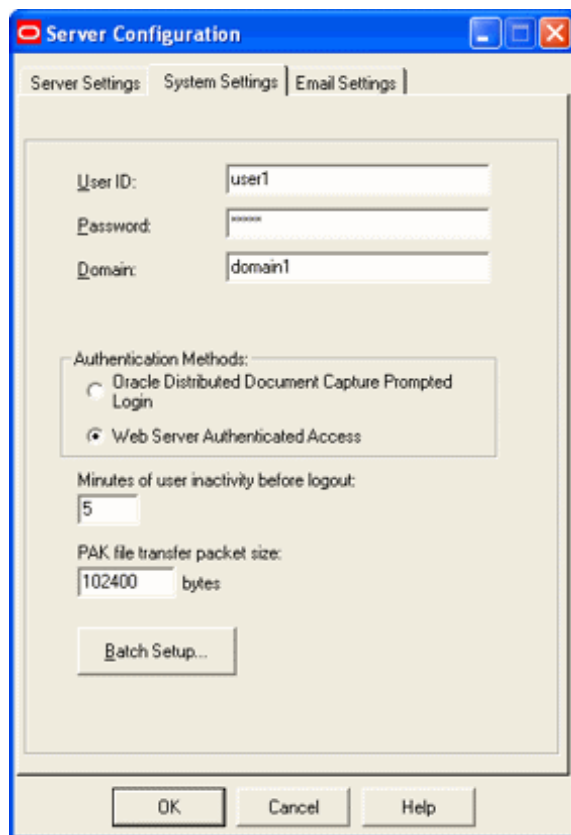 Server Configuration
Server Settings System Settings Email Settings
User ID: user1
Password: *****
Domain: domain1
Authentication Methods:
Oracle Distributed Document Capture Prompted
Login
Web Server Authenticated Access
Minutes of user inactivity before logout:
5
PAK file transfer packet size:
102400 bytes
Batch Setup...
OK Cancel Help